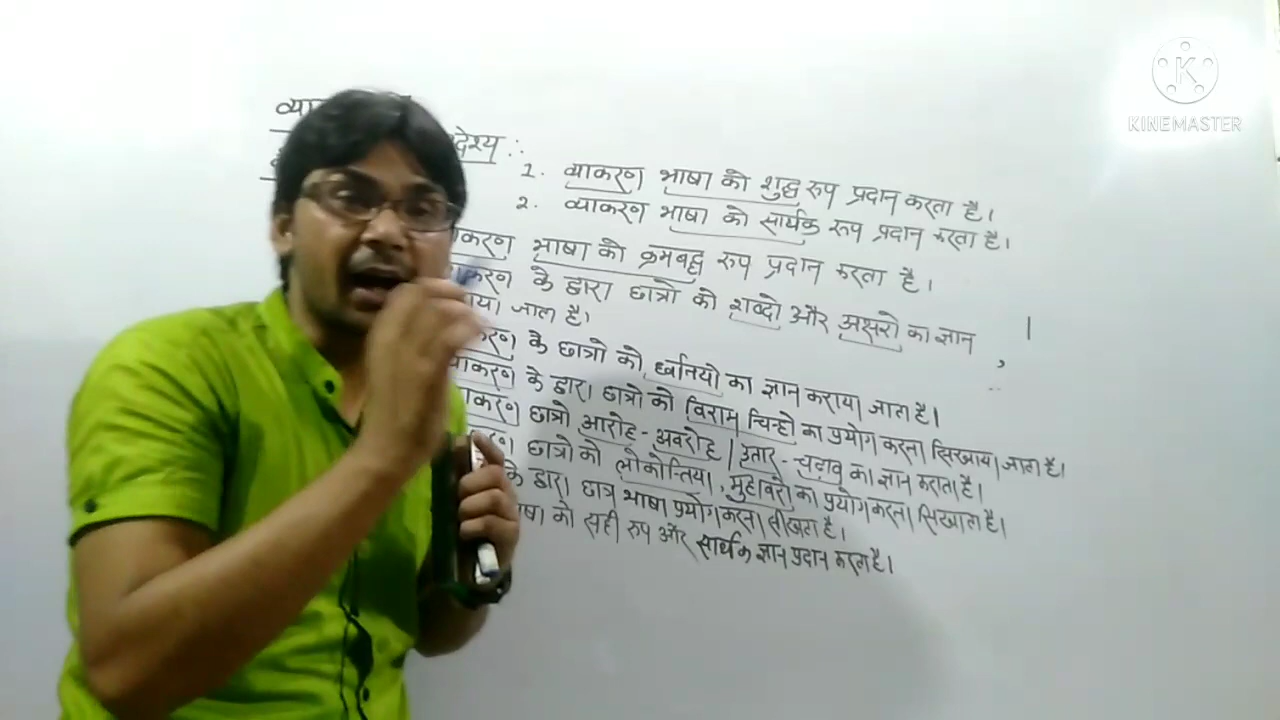 KINEMASTER
व्या
द्देश्य :
1. व्याकरण भाषा को शुद्ध रूप प्रदान करता है।
2. व्याकरण भाषा को सार्थक रूप प्रदान करता है।
करण भाषा को क्रमबद्ध रूप प्रदान करता है।
करण के द्वारा छात्रो को शब्दो और अक्षरो का ज्ञान
या जाता है।
करण के छात्रो को ध्वनियो का ज्ञान कराया जाता है।
याकरण के द्वारा छात्रो को विराम चिन्हो का प्रयोग करना सिखाया जाता है।
याकरण छात्रो आरोह - अवरोह / उतार - चढ़ाव का ज्ञान कराता है।
रण छात्रो को लोकोक्तिया, मुहावरो का प्रयोग करना सिखाता है।
के द्वारा छात्र भाषा प्रयोग करना सीखता है।
षा को सही रूप और सार्थक ज्ञान प्रदान करता है।